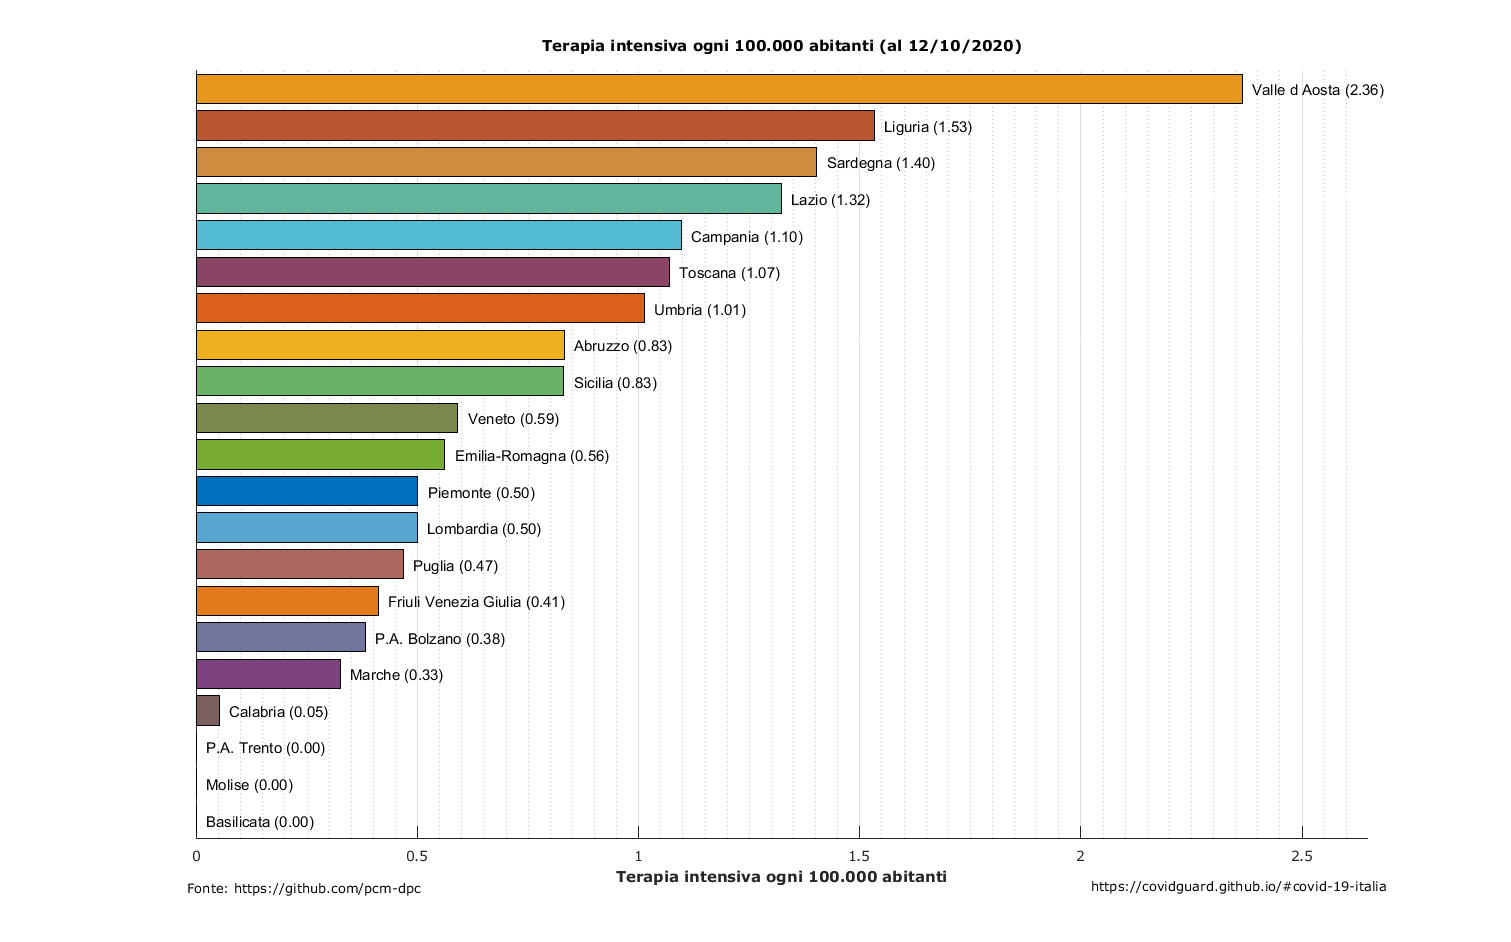 Terapia intensiva ogni 100.000 abitanti (al 12/10/2020)
Valle d Aosta (2.36)
Liguria (1.53)
Sardegna (1.40)
Lazio (1.32)
Campania (1.10)
Toscana (1.07)
Umbria (1.01)
Abruzzo (0.83)
Sicilia (0.83)
Veneto (0.59)
Emilia-Romagna (0.56)
Piemonte (0.50)
Lombardia (0.50)
Puglia (0.47)
Friuli Venezia Giulia (0.41)
P.A. Bolzano (0.38)
Marche (0.33)
Calabria (0.05)
P.A. Trento (0.00)
Molise (0.00)
Basilicata (0.00)
0 0.5 1 1.5 2 2.5
Terapia intensiva ogni 100.000 abitanti
Fonte: https://github.com/pcm-dpc
https://covidguard.github.io/#covid-19-italia